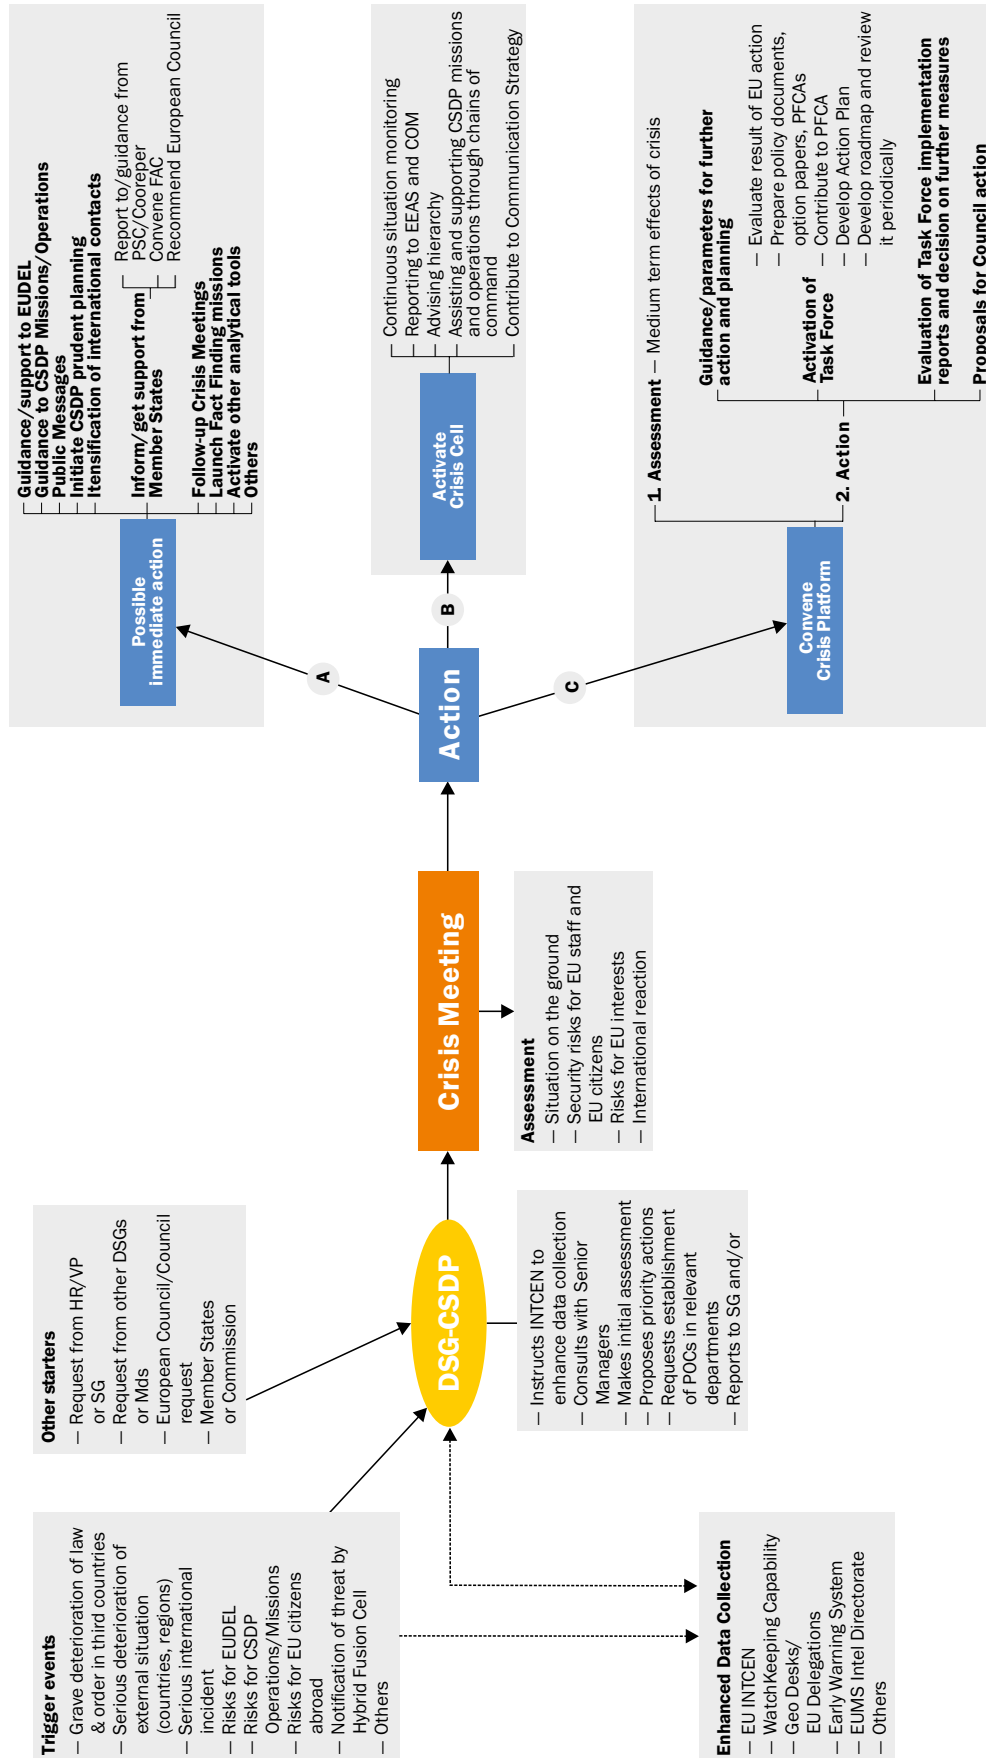 Trigger events
— Grave deterioration of law
& order in third countries
— Serious deterioration of
external situation
(countries, regions)
— Serious international
incident
— Risks for EUDEL
— Risks for CSDP
Operations/Missions
— Risks for EU citizens
abroad
— Notification of threat by
Hybrid Fusion Cell
— Others
Other starters
— Request from HR/VP
or SG
— Request from other DSGs
or Mds
— European Council/Council
request
— Member States
or Commission
Enhanced Data Collection
— EU INTCEN
— WatchKeeping Capability
— Geo Desks/
EU Delegations
— Early Warning System
— EUMS Intel Directorate
— Others
DSG-CSDP
— Instructs INTCEN to
enhance data collection
— Consults with Senior
Managers
— Makes initial assessment
— Proposes priority actions
— Requests establishment
of POCs in relevant
departments
— Reports to SG and/or
Crisis Meeting
Assessment
— Situation on the ground
— Security risks for EU staff and
EU citizens
— Risks for EU interests
— International reaction
Action
A
B
C
Possible
immediate action
Guidance/support to EUDEL
Guidance to CSDP Missions/Operations
Public Messages
Initiate CSDP prudent planning
Itensification of international contacts
Inform/get support from
Member States
Report to/guidance from
PSC/Cooreper
Convene FAC
Recommend European Council
Follow-up Crisis Meetings
Launch Fact Finding missions
Activate other analytical tools
Others
Activate
Crisis Cell
Continuous situation monitoring
Reporting to EEAS and COM
Advising hierarchy
Assisting and supporting CSDP missions
and operations through chains of
command
Contribute to Communication Strategy
Convene
Crisis Platform
1. Assessment — Medium term effects of crisis
2. Action
Guidance/parameters for further
action and planning
Activation of
Task Force
— Evaluate result of EU action
— Prepare policy documents,
option papers, PFCAs
— Contribute to PFCA
— Develop Action Plan
— Develop roadmap and review
it periodically
Evaluation of Task Force implementation
reports and decision on further measures
Proposals for Council action